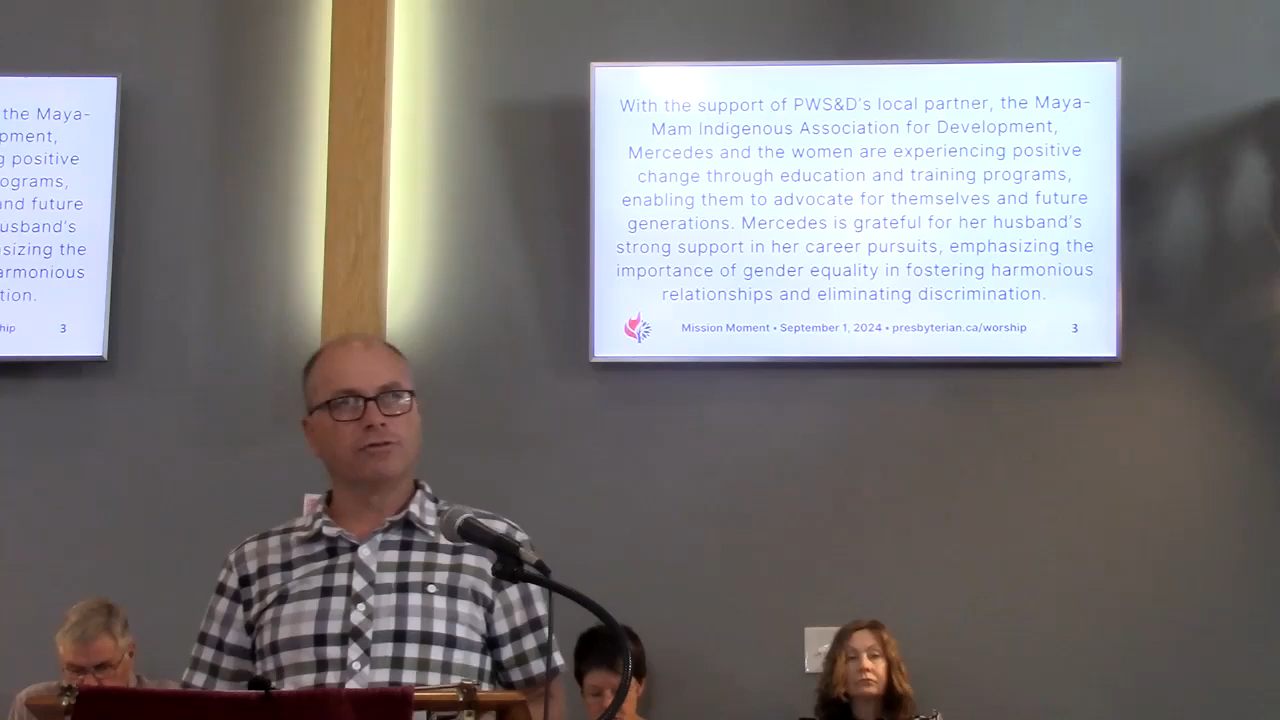 the Maya-
pment,
g positive
ograms,
and future
usband's
sizing the
armonious
tion.
hip 3
With the support of PWS&D's local partner, the Maya-
Mam Indigenous Association for Development,
Mercedes and the women are experiencing positive
change through education and training programs,
enabling them to advocate for themselves and future
generations. Mercedes is grateful for her husband's
strong support in her career pursuits, emphasizing the
importance of gender equality in fostering harmonious
relationships and eliminating discrimination.
Mission Moment • September 1, 2024 • presbyterian.ca/worship 3